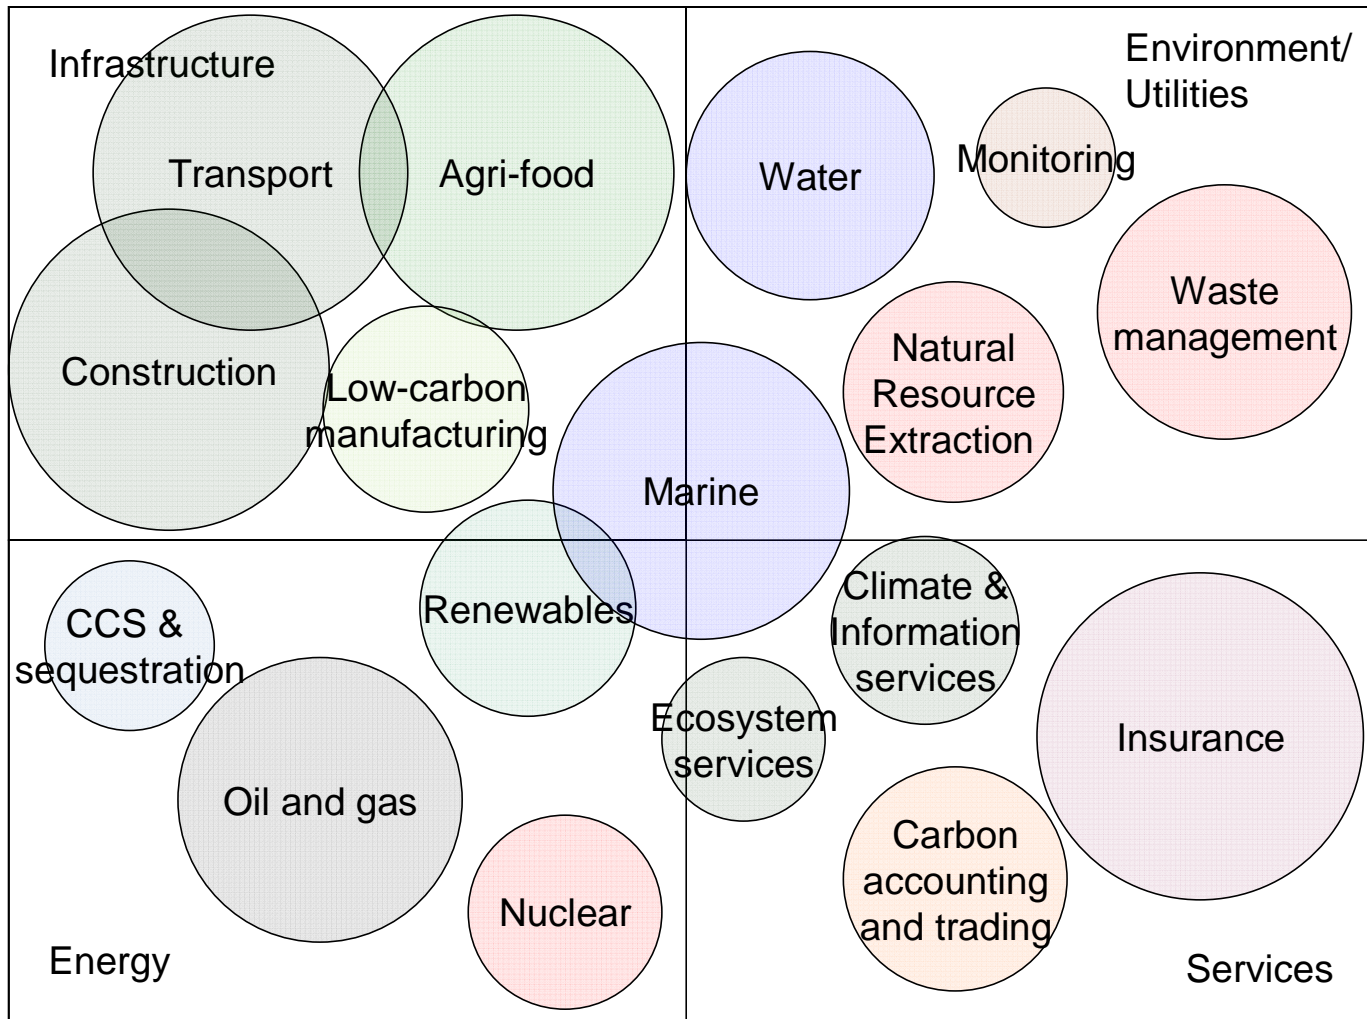 Infrastructure
Transport
Agri-food
Construction
Low-carbon
manufacturing
Environment/
Utilities
Water
Monitoring
Waste
management
Natural
Resource
Extraction
Marine
Renewables
CCS &
sequestration
Oil and gas
Nuclear
Energy
Climate &
Information
services
Ecosystem
services
Insurance
Carbon
accounting
and trading
Services